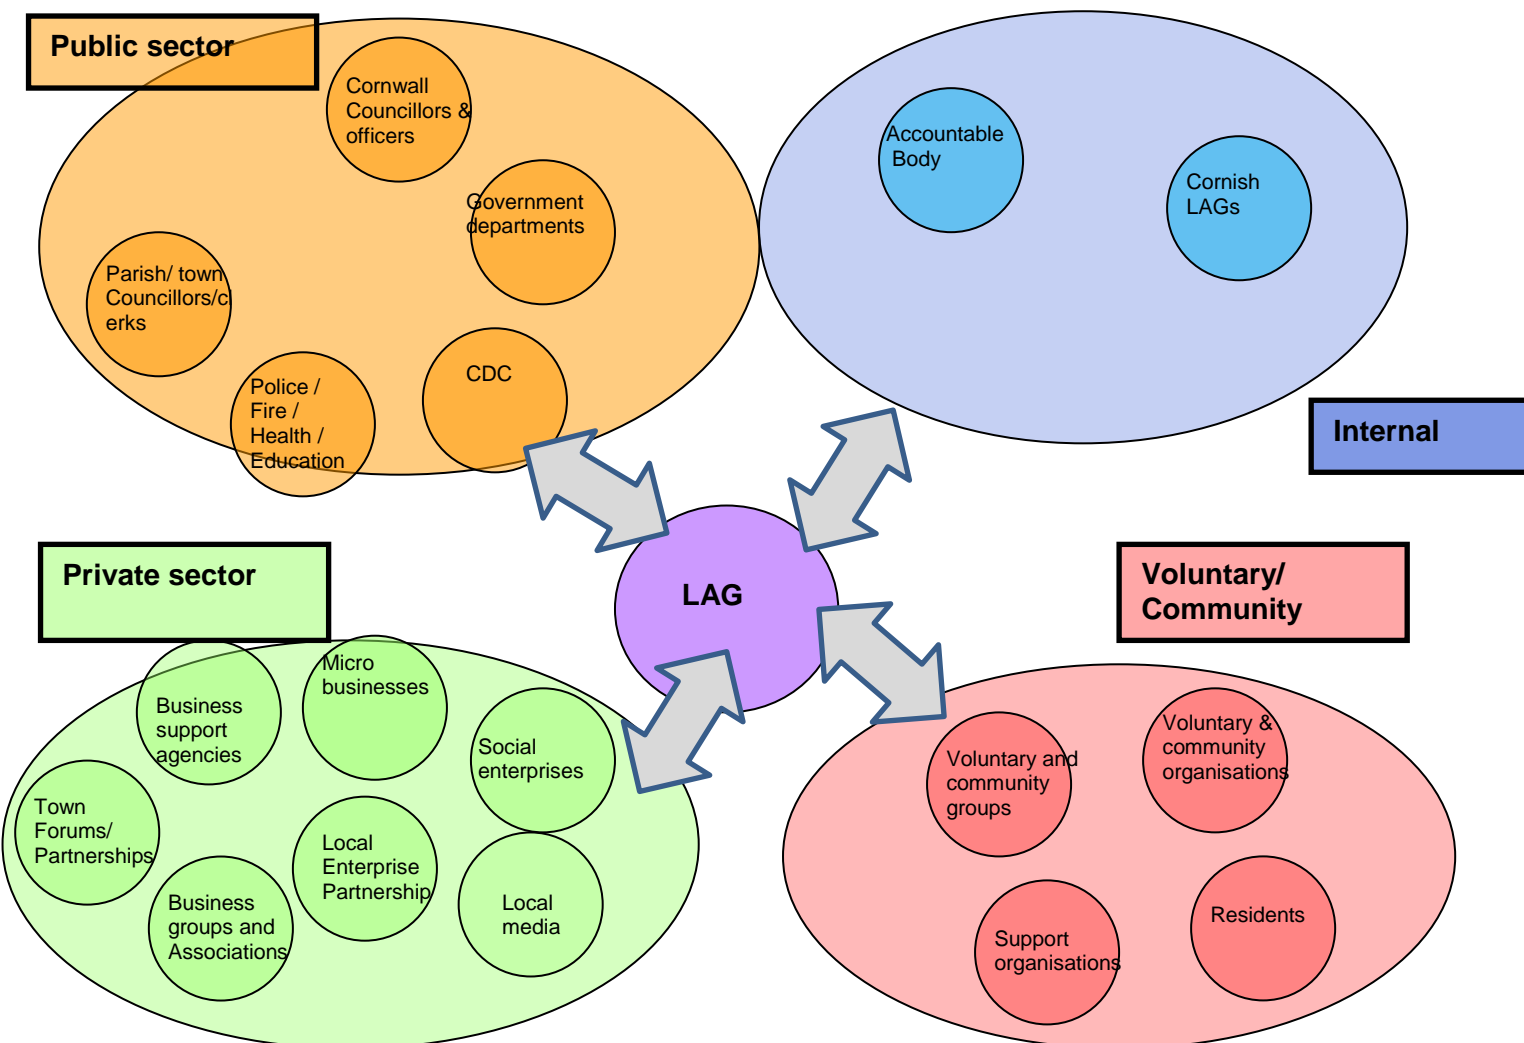 Public sector
Cornwall
Councillors &
officers
Government
departments
Parish/ town
Councillors/cl
erks
Police /
Fire /
Health /
Education
CDC
Accountable
Body
Cornish
LAGs
Internal
LAG
Private sector
Business
support
agencies
Micro
businesses
Social
enterprises
Town
Forums/
Partnerships
Local
Enterprise
Partnership
Business
groups and
Associations
Local
media
Voluntary/
Community
Voluntary and
community
groups
Voluntary &
community
organisations
Support
organisations
Residents